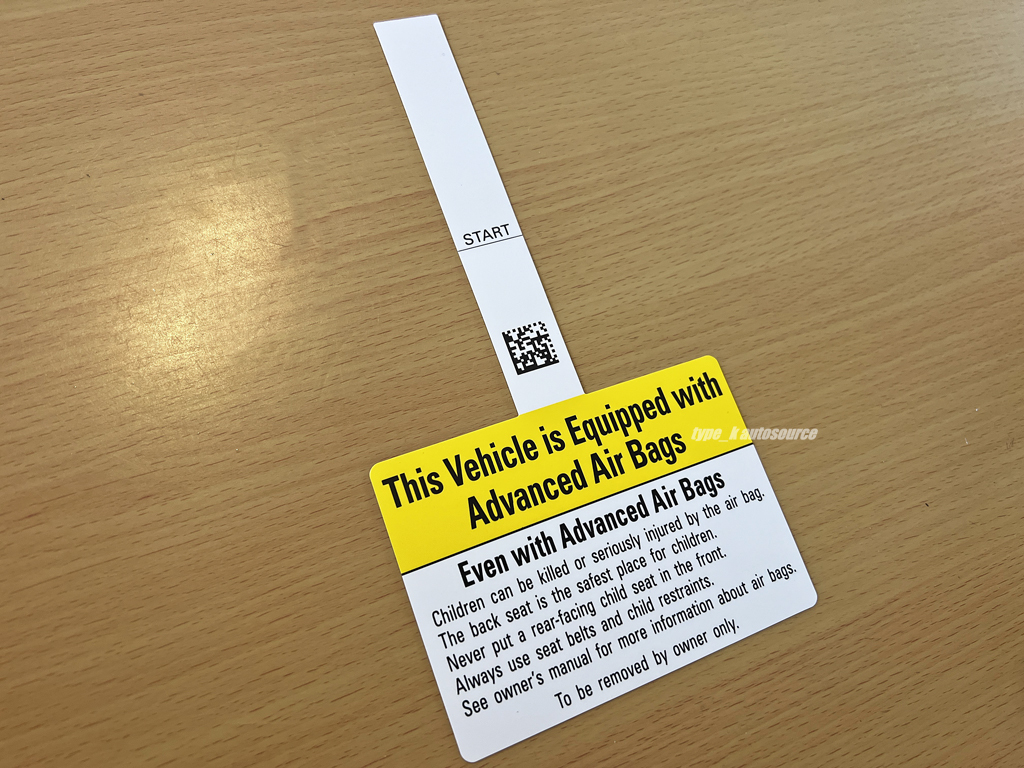 START
This Vehicle is Equipped with
Advanced Air Bags
type_k autosource
Even with Advanced Air Bags
Children can be killed or seriously injured by the air bag.
The back seat is the safest place for children.
Never put a rear-facing child seat in the front.
Always use seat belts and child restraints.
See owner's manual for more information about air bags.
To be removed by owner only.